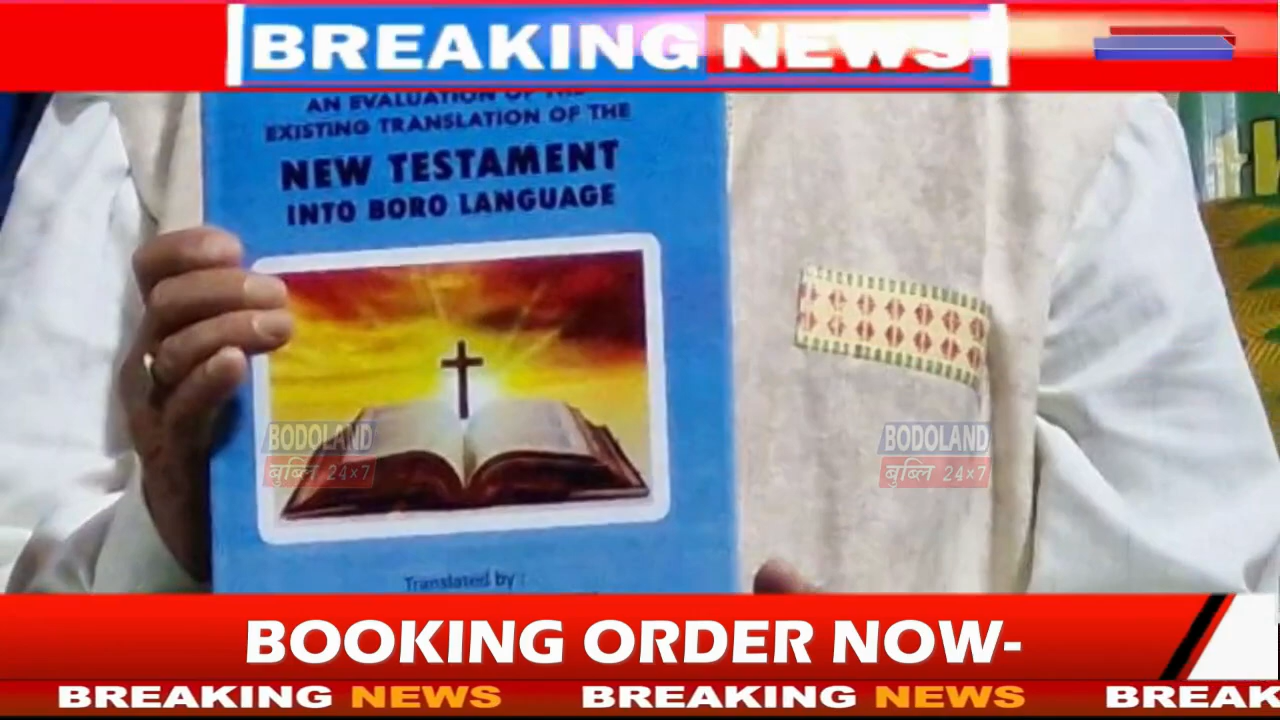 BREAKING NEWS
AN EVALUATION OF THE
EXISTING TRANSLATION OF THE
NEW TESTAMENT
INTO BORO LANGUAGE
BODOLAND
बुब्लि 24×7
BODOLAND
बुब्लि 24×7
Translated by :
BOOKING ORDER NOW-
BREAKING NEWS BREAKING NEWS BREAK